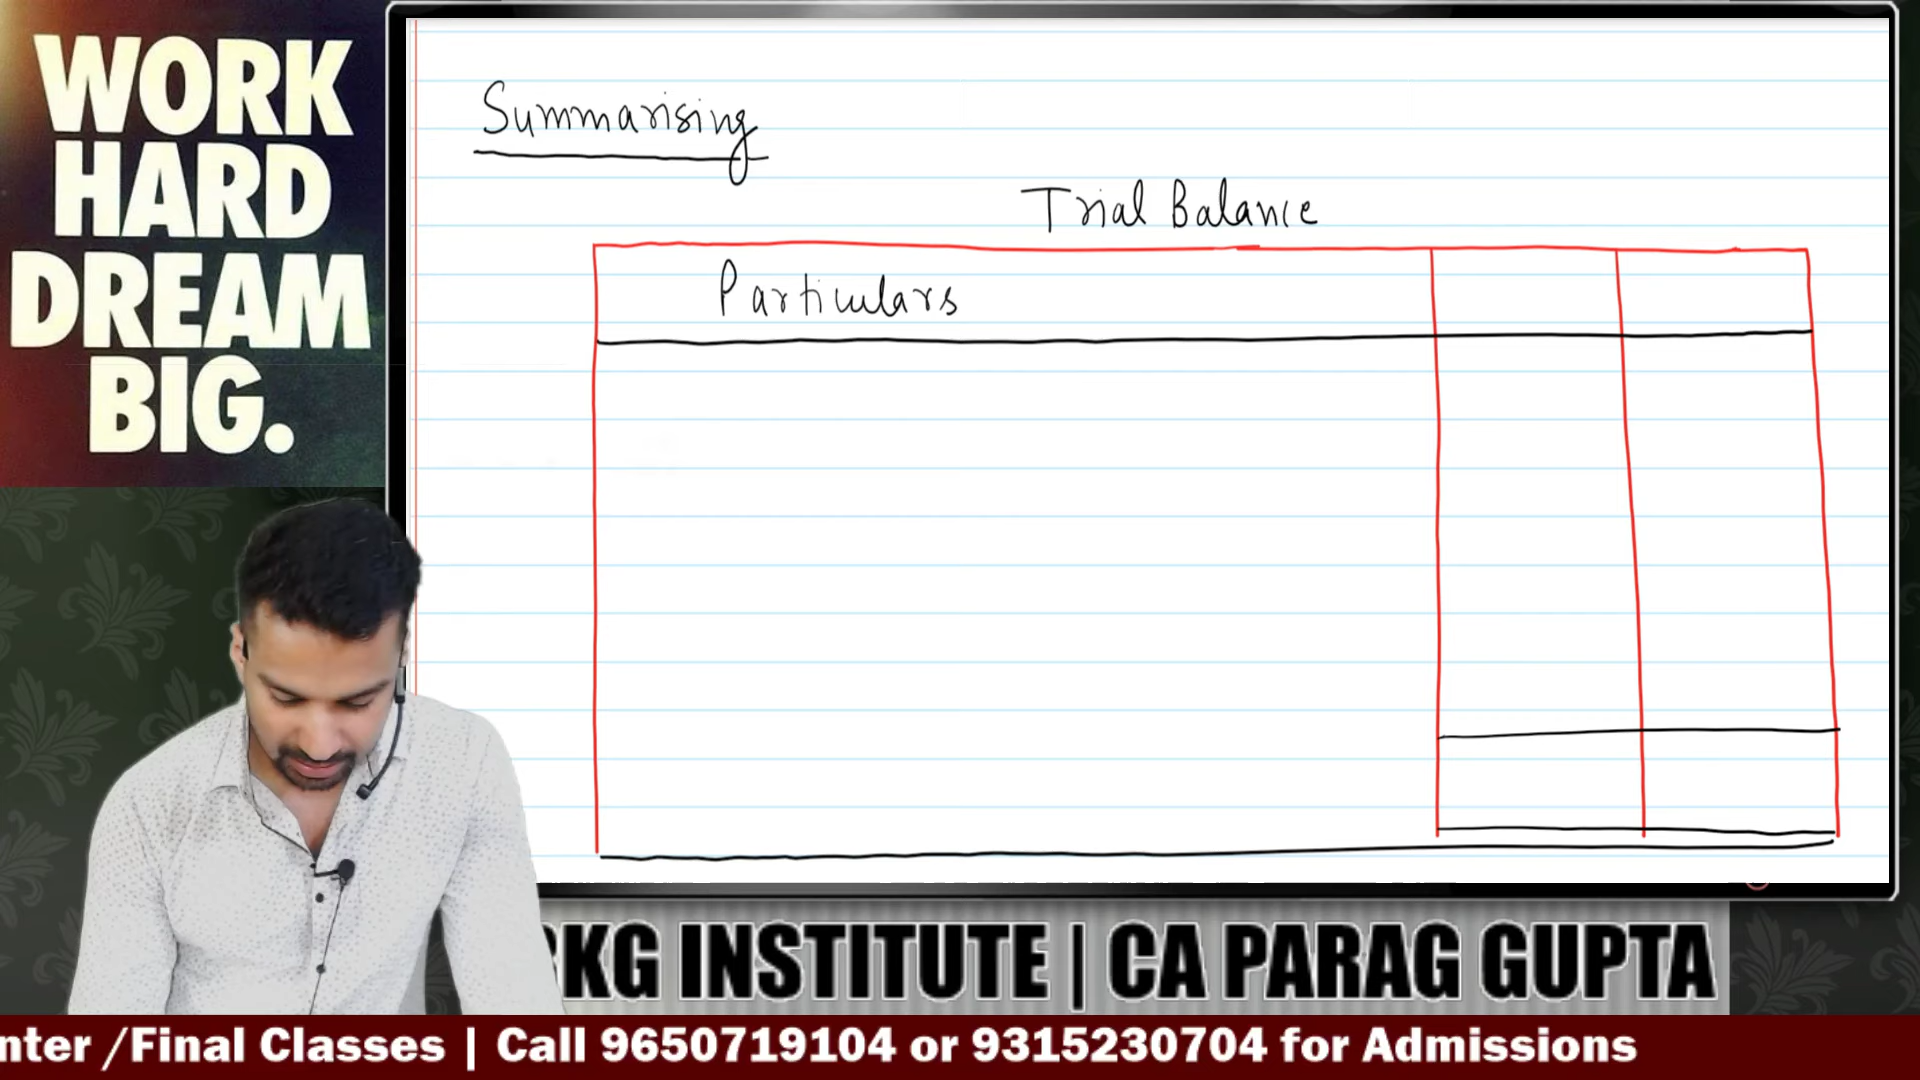 WORK
HARD
DREAM
BIG.
Summarising
Trial Balance
Particulars
KG INSTITUTE | CA PARAG GUPTA
/Final Classes | Call 9650719104 or 9315230704 for Admissions